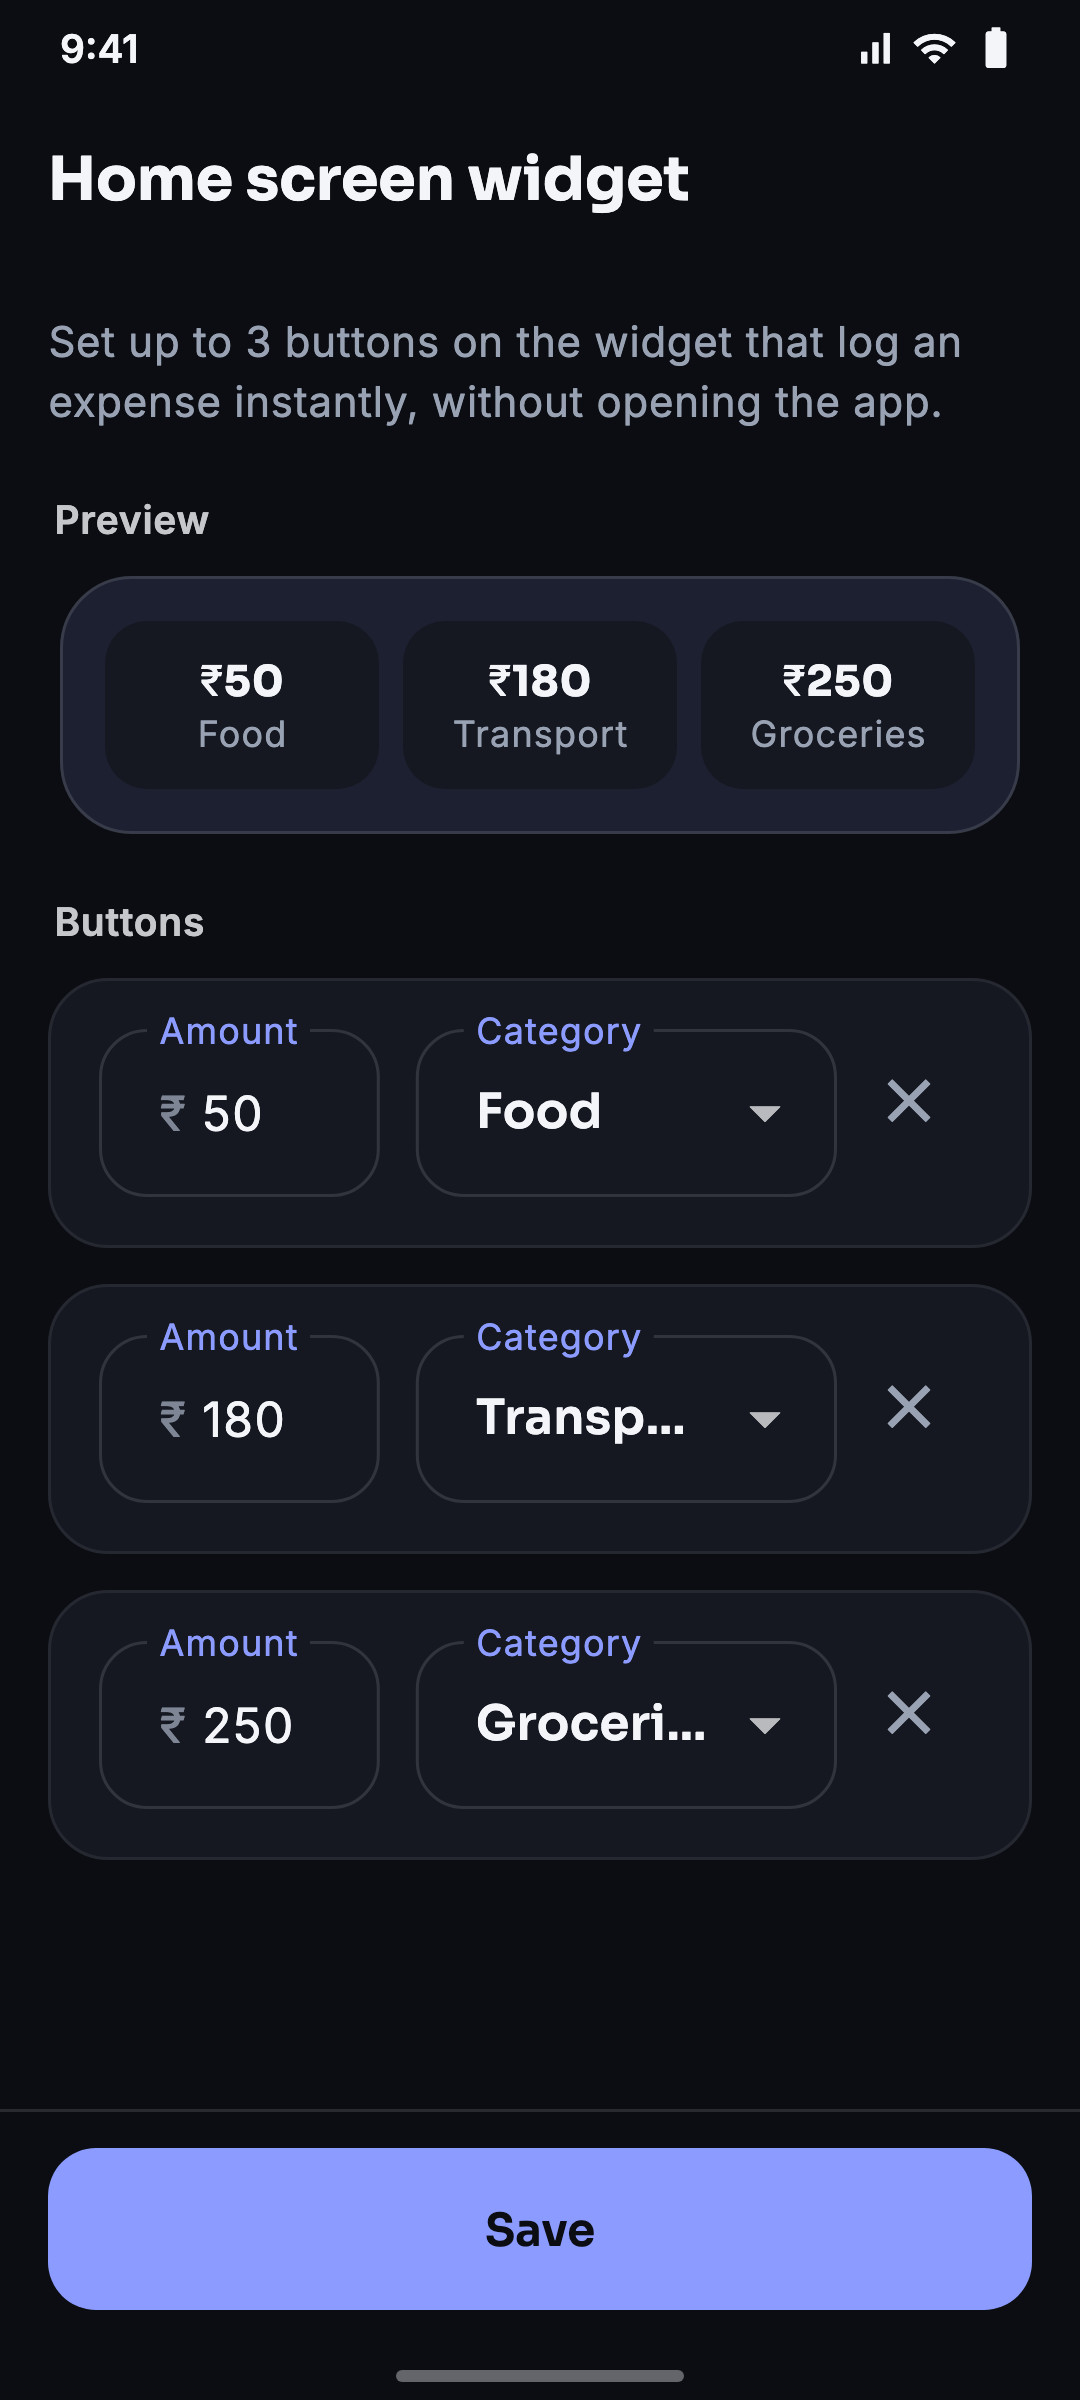 9:41
Home screen widget
Set up to 3 buttons on the widget that log an
expense instantly, without opening the app.
Preview
₹50 ₹180 ₹250
Food Transport Groceries
Buttons
Amount Category
₹ 50 Food
Amount Category
₹ 180 Transp...
Amount Category
₹ 250 Groceri...
Save